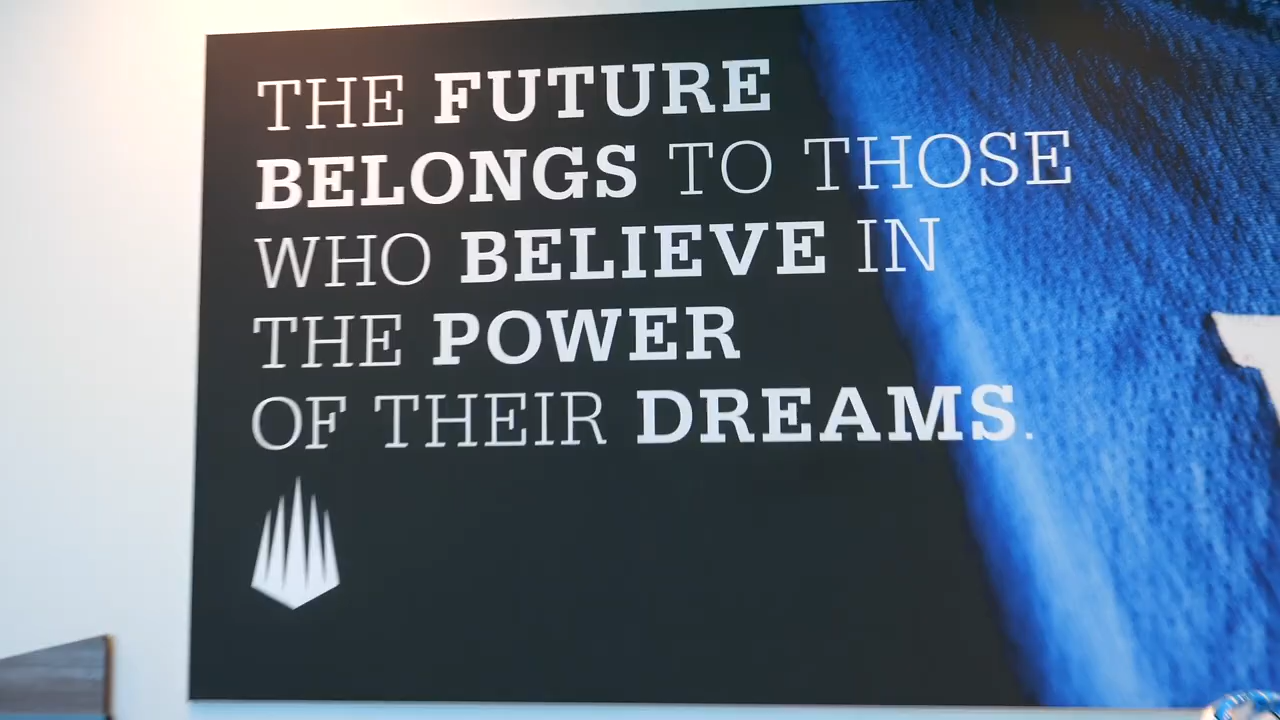 THE FUTURE
BELONGS TO THOSE
WHO BELIEVE IN
THE POWER
OF THEIR DREAMS.